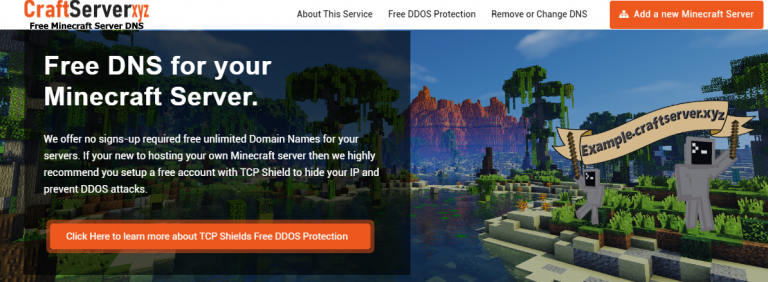 CraftServer.xyz
Free Minecraft Server DNS
About This Service
Free DDOS Protection
Remove or Change DNS
Add a new Minecraft Server
Free DNS for your
Minecraft Server.
We offer no signs-up required free unlimited Domain Names for your
servers. If your new to hosting your own Minecraft server then we highly
recommend you setup a free account with TCP Shield to hide your IP and
prevent DDOS attacks.
Click Here to learn more about TCP Shields Free DDOS Protection
Example.craftserver.xyz